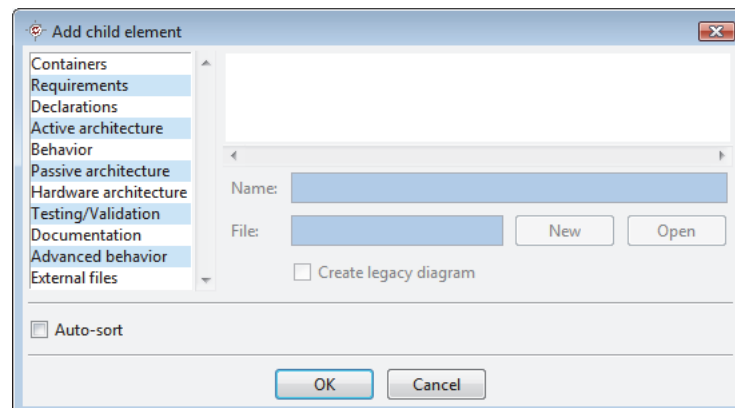 Add child element
Containers
Requirements
Declarations
Active architecture
Behavior
Passive architecture
Hardware architecture
Testing/Validation
Documentation
Advanced behavior
External files
Name:
File:
New
Open
Create legacy diagram
Auto-sort
OK
Cancel